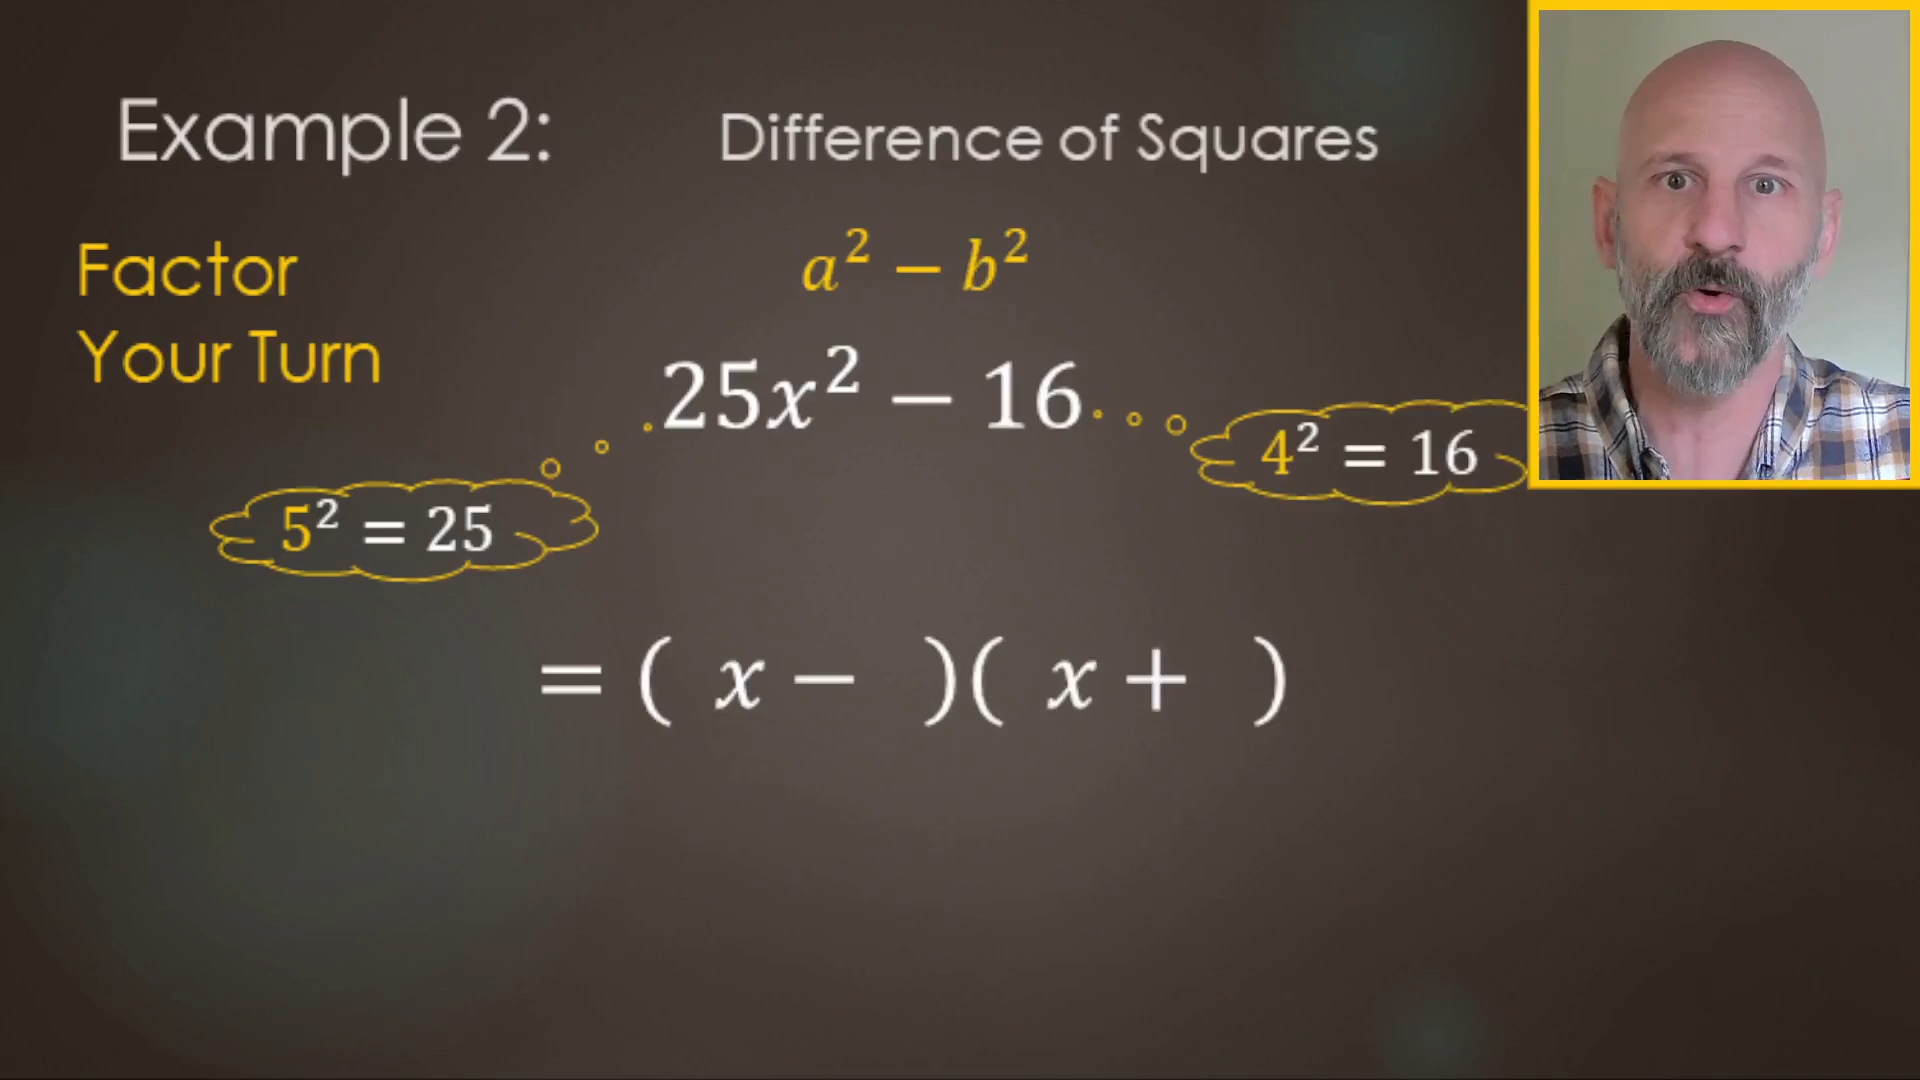 Example 2:
Difference of Squares
Factor
Your Turn
a² − b²
25x² − 16
4² = 16
5² = 25
= (  x −  )(  x +  )